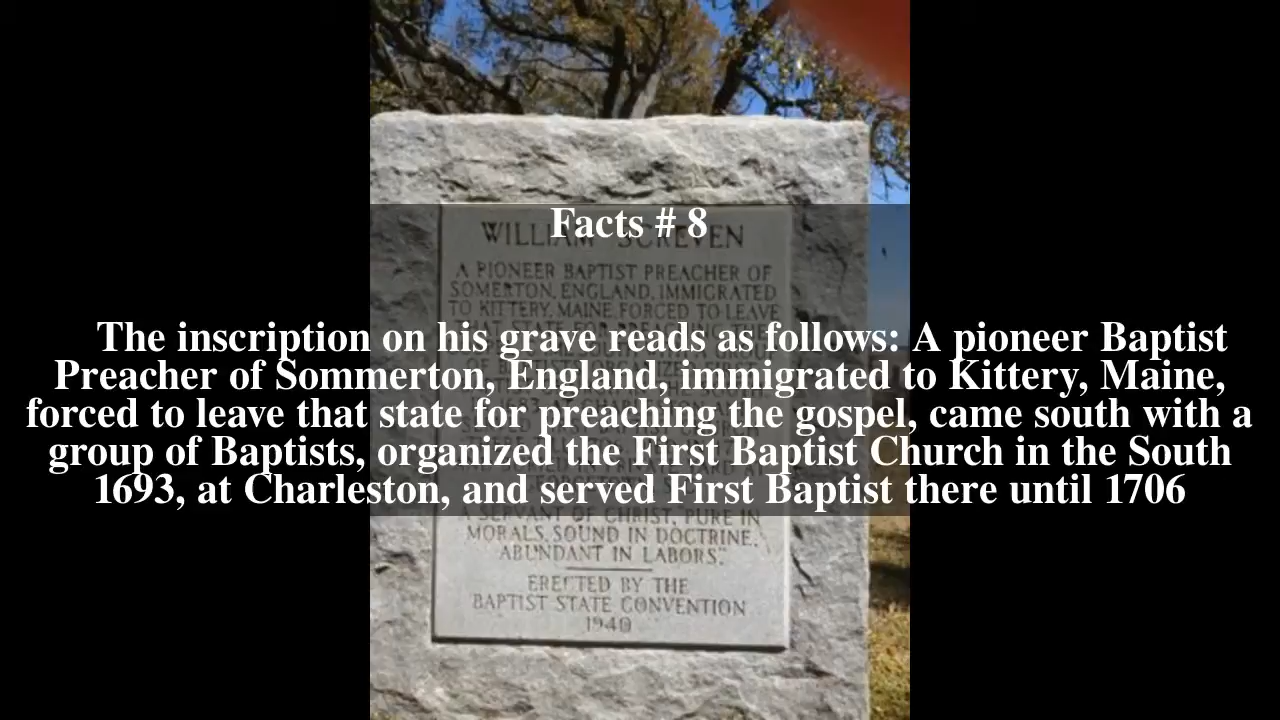 Facts # 8
WILLIAM SCREVEN
A PIONEER BAPTIST PREACHER OF
SOMERTON, ENGLAND, IMMIGRATED
TO KITTERY, MAINE, FORCED TO LEAVE
The inscription on his grave reads as follows: A pioneer Baptist
Preacher of Sommerton, England, immigrated to Kittery, Maine,
forced to leave that state for preaching the gospel, came south with a
group of Baptists, organized the First Baptist Church in the South
1693, at Charleston, and served First Baptist there until 1706
A SERVANT OF CHRIST, PURE IN
MORALS, SOUND IN DOCTRINE,
ABUNDANT IN LABORS."
ERECTED BY THE
BAPTIST STATE CONVENTION
1940